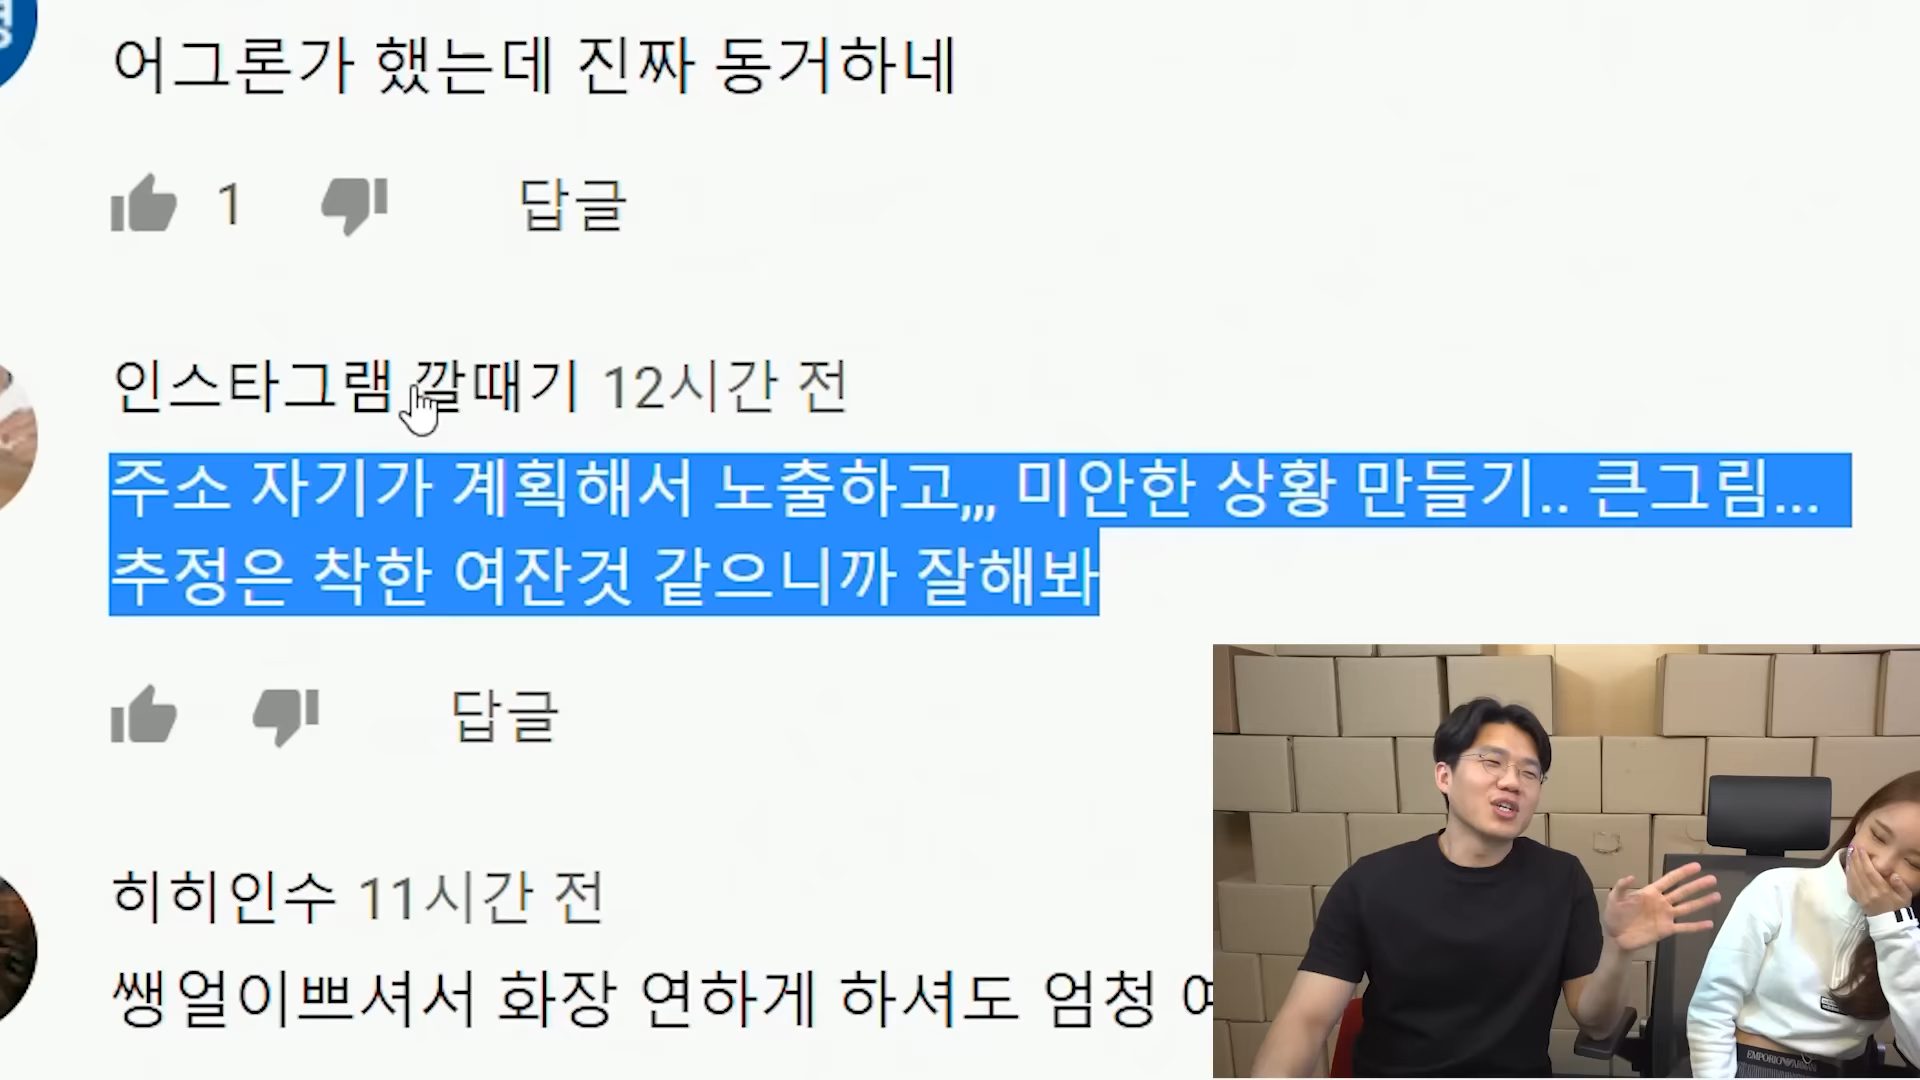 어그론가 했는데 진짜 동거하네
1 답글
인스타그램 깔때기 12시간 전
주소 자기가 계획해서 노출하고,,, 미안한 상황 만들기.. 큰그림...
추정은 착한 여잔것 같으니까 잘해봐
답글
히히인수 11시간 전
쌩얼이쁘셔서 화장 연하게 하셔도 엄청
EMPORIO ARMANI